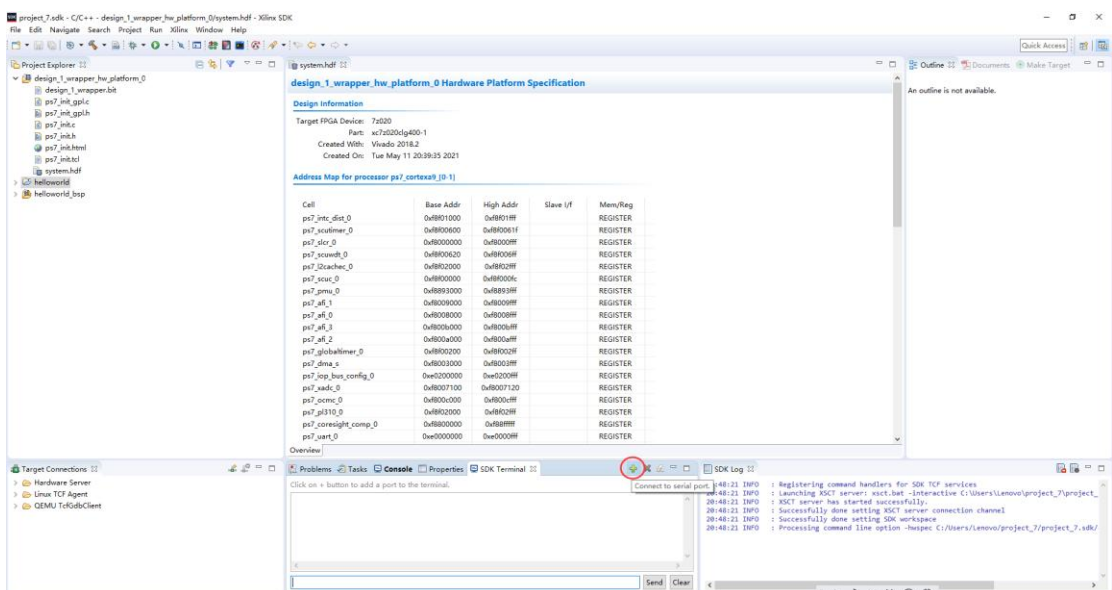 project_7.sdk - C/C++ - design_1_wrapper_hw_platform_0/system.hdf - Xilinx SDK
File Edit Navigate Search Project Run Xilinx Window Help
Quick Access
Project Explorer
design_1_wrapper_hw_platform_0
design_1_wrapper.bit
ps7_init_gpl.c
ps7_init_gpl.h
ps7_init.c
ps7_init.h
ps7_init.html
ps7_init.tcl
system.hdf
helloworld
helloworld_bsp
system.hdf
design_1_wrapper_hw_platform_0 Hardware Platform Specification
Design Information
Target FPGA Device: 7z020
Part: xc7z020clg400-1
Created With: Vivado 2018.2
Created On: Tue May 11 20:39:35 2021
Address Map for processor ps7_cortexa9_[0-1]
Cell Base Addr High Addr Slave I/f Mem/Reg
ps7_intc_dist_0 0xf8f01000 0xf8f01fff REGISTER
ps7_scutimer_0 0xf8f00600 0xf8f0061f REGISTER
ps7_slcr_0 0xf8000000 0xf8000fff REGISTER
ps7_scuwdt_0 0xf8f00620 0xf8f006ff REGISTER
ps7_l2cachec_0 0xf8f02000 0xf8f02fff REGISTER
ps7_scuc_0 0xf8f00000 0xf8f000fc REGISTER
ps7_pmu_0 0xf8893000 0xf8893fff REGISTER
ps7_afi_1 0xf8009000 0xf8009fff REGISTER
ps7_afi_0 0xf8008000 0xf8008fff REGISTER
ps7_afi_3 0xf800b000 0xf800bfff REGISTER
ps7_afi_2 0xf800a000 0xf800afff REGISTER
ps7_globaltimer_0 0xf8f00200 0xf8f002ff REGISTER
ps7_dma_s 0xf8003000 0xf8003fff REGISTER
ps7_iop_bus_config_0 0xe0200000 0xe0200fff REGISTER
ps7_xadc_0 0xf8007100 0xf8007120 REGISTER
ps7_ocmc_0 0xf800c000 0xf800cfff REGISTER
ps7_pl310_0 0xf8f02000 0xf8f02fff REGISTER
ps7_coresight_comp_0 0xf8800000 0xf88fffff REGISTER
ps7_uart_0 0xe0000000 0xe0000fff REGISTER
Overview
Outline Documents Make Target
An outline is not available.
Target Connections
Hardware Server
Linux TCF Agent
QEMU TcfGdbClient
Problems Tasks Console Properties SDK Terminal
Click on + button to add a port to the terminal.
Connect to serial port.
Send Clear
SDK Log
20:48:21 INFO : Registering command handlers for SDK TCF services
20:48:21 INFO : Launching XSCT server: xsct.bat -interactive C:\Users\Lenovo\project_7\project_
20:48:21 INFO : XSCT server has started successfully.
20:48:21 INFO : Successfully done setting XSCT server connection channel
20:48:21 INFO : Successfully done setting SDK workspace
20:48:21 INFO : Processing command line option -hwspec C:/Users/Lenovo/project_7/project_7.sdk/